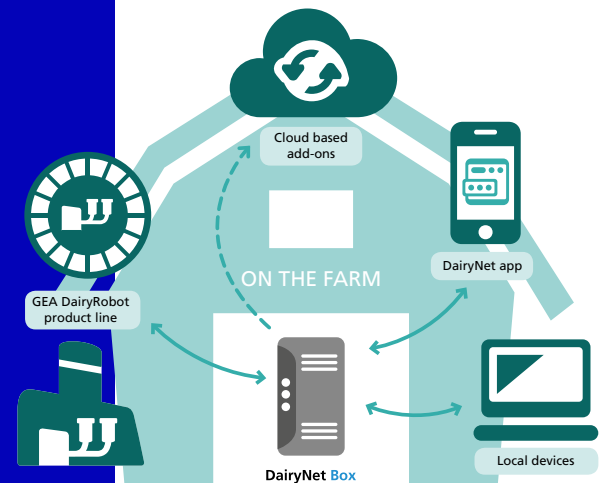 Cloud based
add-ons
DairyNet app
ON THE FARM
GEA DairyRobot
product line
Local devices
DairyNet Box